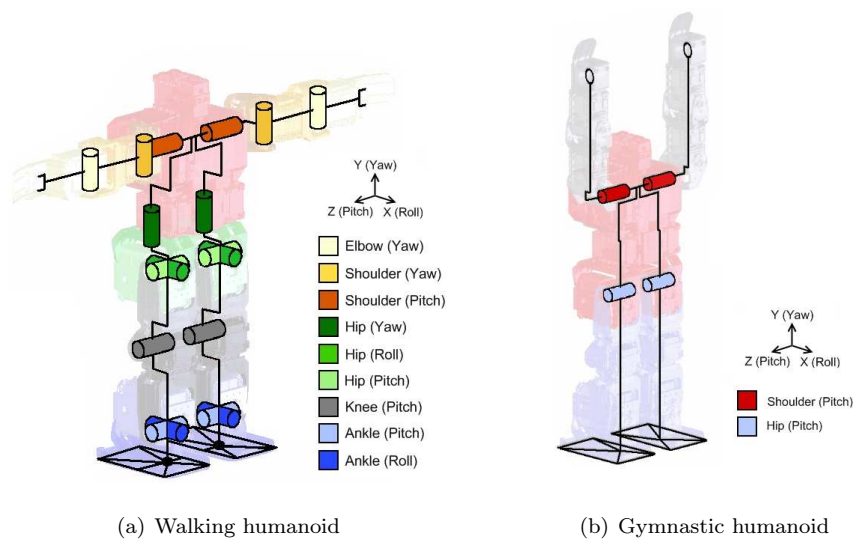 Y (Yaw)
Z (Pitch)
X (Roll)
Elbow (Yaw)
Shoulder (Yaw)
Shoulder (Pitch)
Hip (Yaw)
Hip (Roll)
Hip (Pitch)
Knee (Pitch)
Ankle (Pitch)
Ankle (Roll)
(a) Walking humanoid
Y (Yaw)
Z (Pitch)
X (Roll)
Shoulder (Pitch)
Hip (Pitch)
(b) Gymnastic humanoid